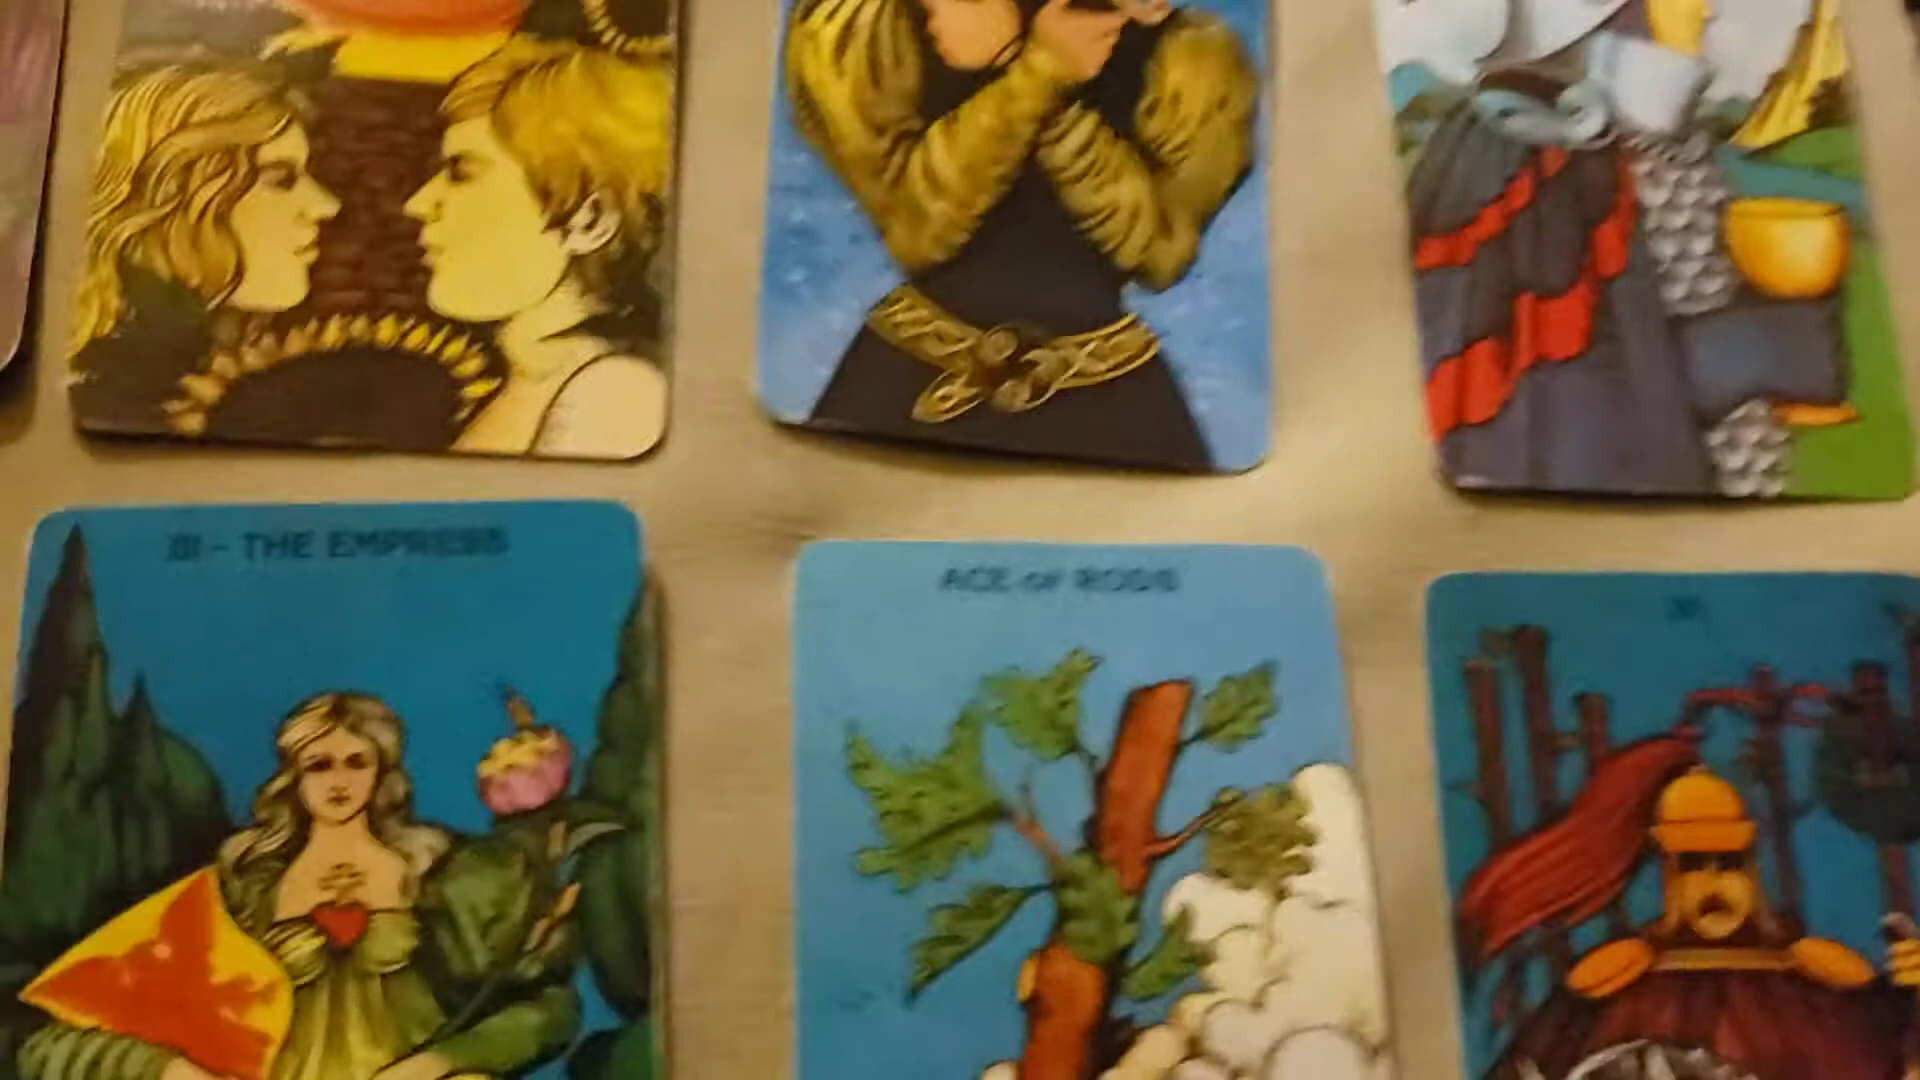 III - THE EMPRESS
ACE OF RODS